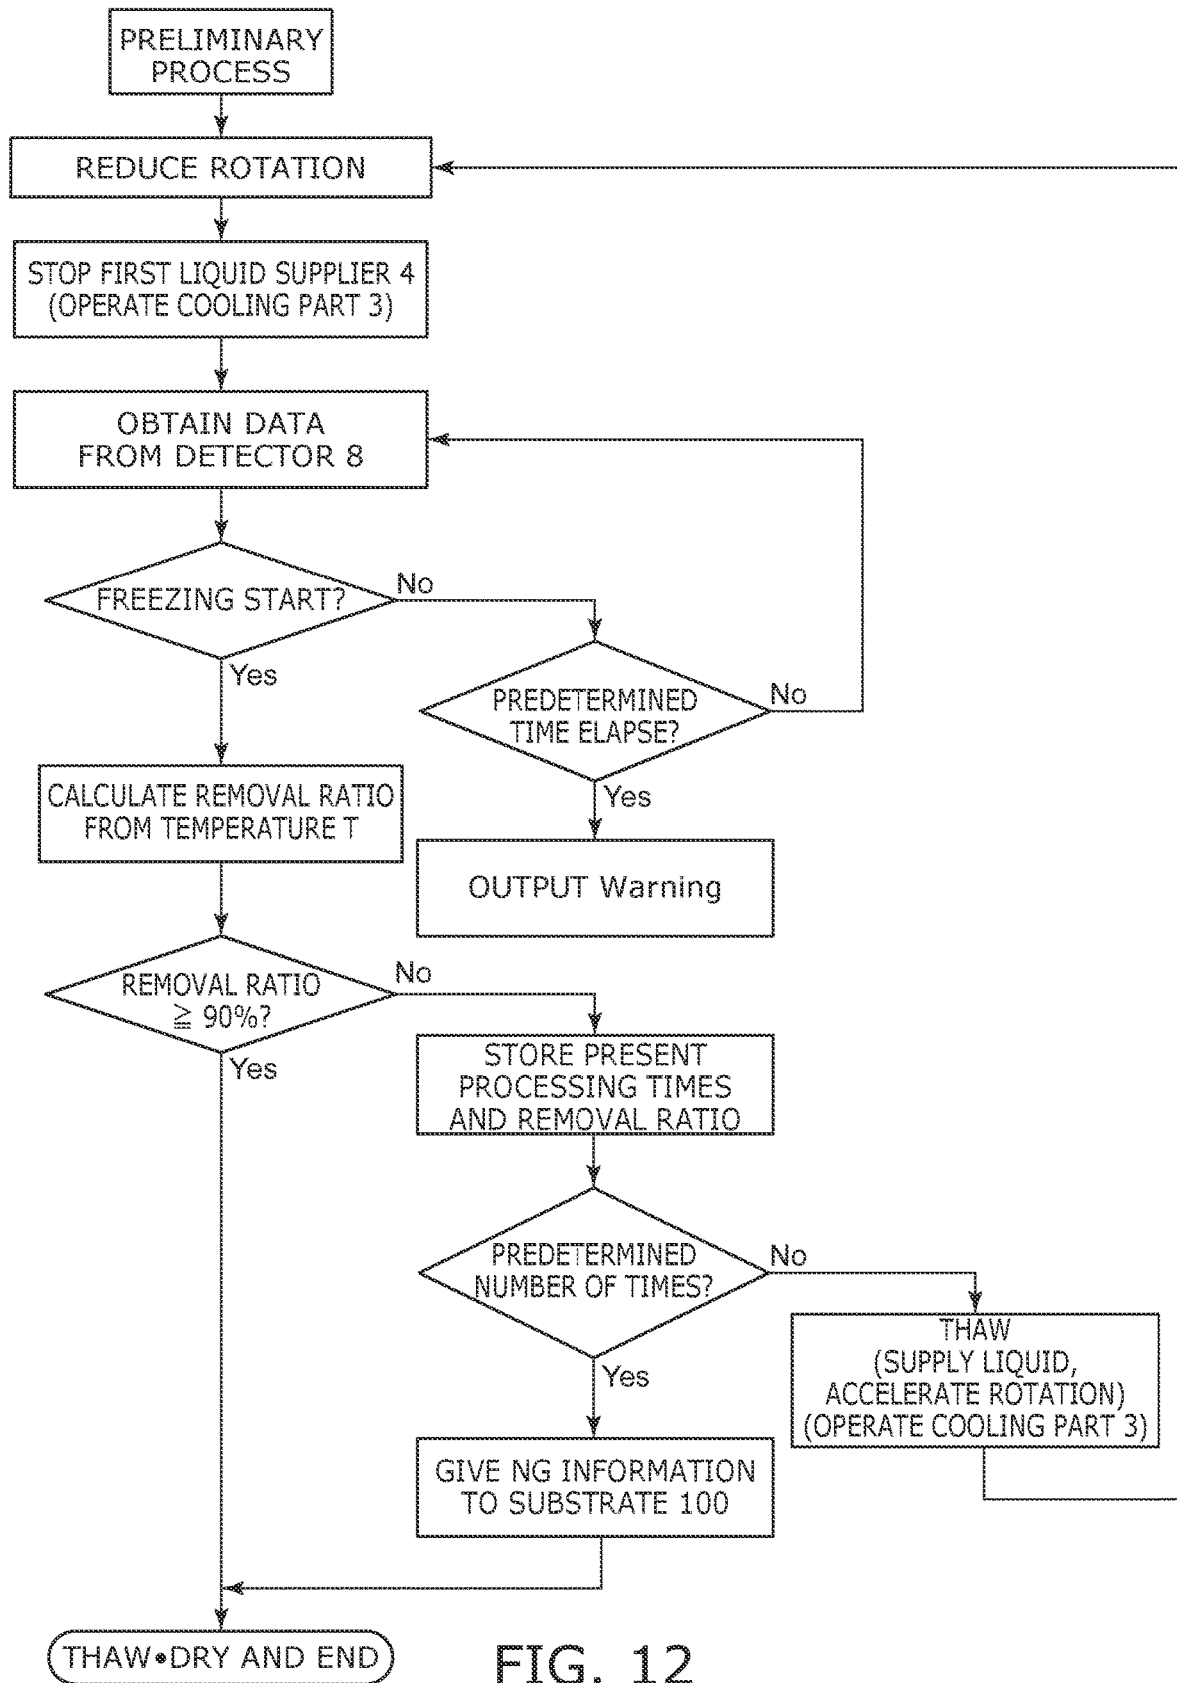 PRELIMINARY
PROCESS
REDUCE ROTATION
STOP FIRST LIQUID SUPPLIER 4
(OPERATE COOLING PART 3)
OBTAIN DATA
FROM DETECTOR 8
FREEZING START?
No
Yes
PREDETERMINED
TIME ELAPSE?
No
Yes
CALCULATE REMOVAL RATIO
FROM TEMPERATURE T
OUTPUT Warning
REMOVAL RATIO
≧ 90%?
No
Yes
STORE PRESENT
PROCESSING TIMES
AND REMOVAL RATIO
PREDETERMINED
NUMBER OF TIMES?
No
Yes
THAW
(SUPPLY LIQUID,
ACCELERATE ROTATION)
(OPERATE COOLING PART 3)
GIVE NG INFORMATION
TO SUBSTRATE 100
THAW•DRY AND END
FIG. 12